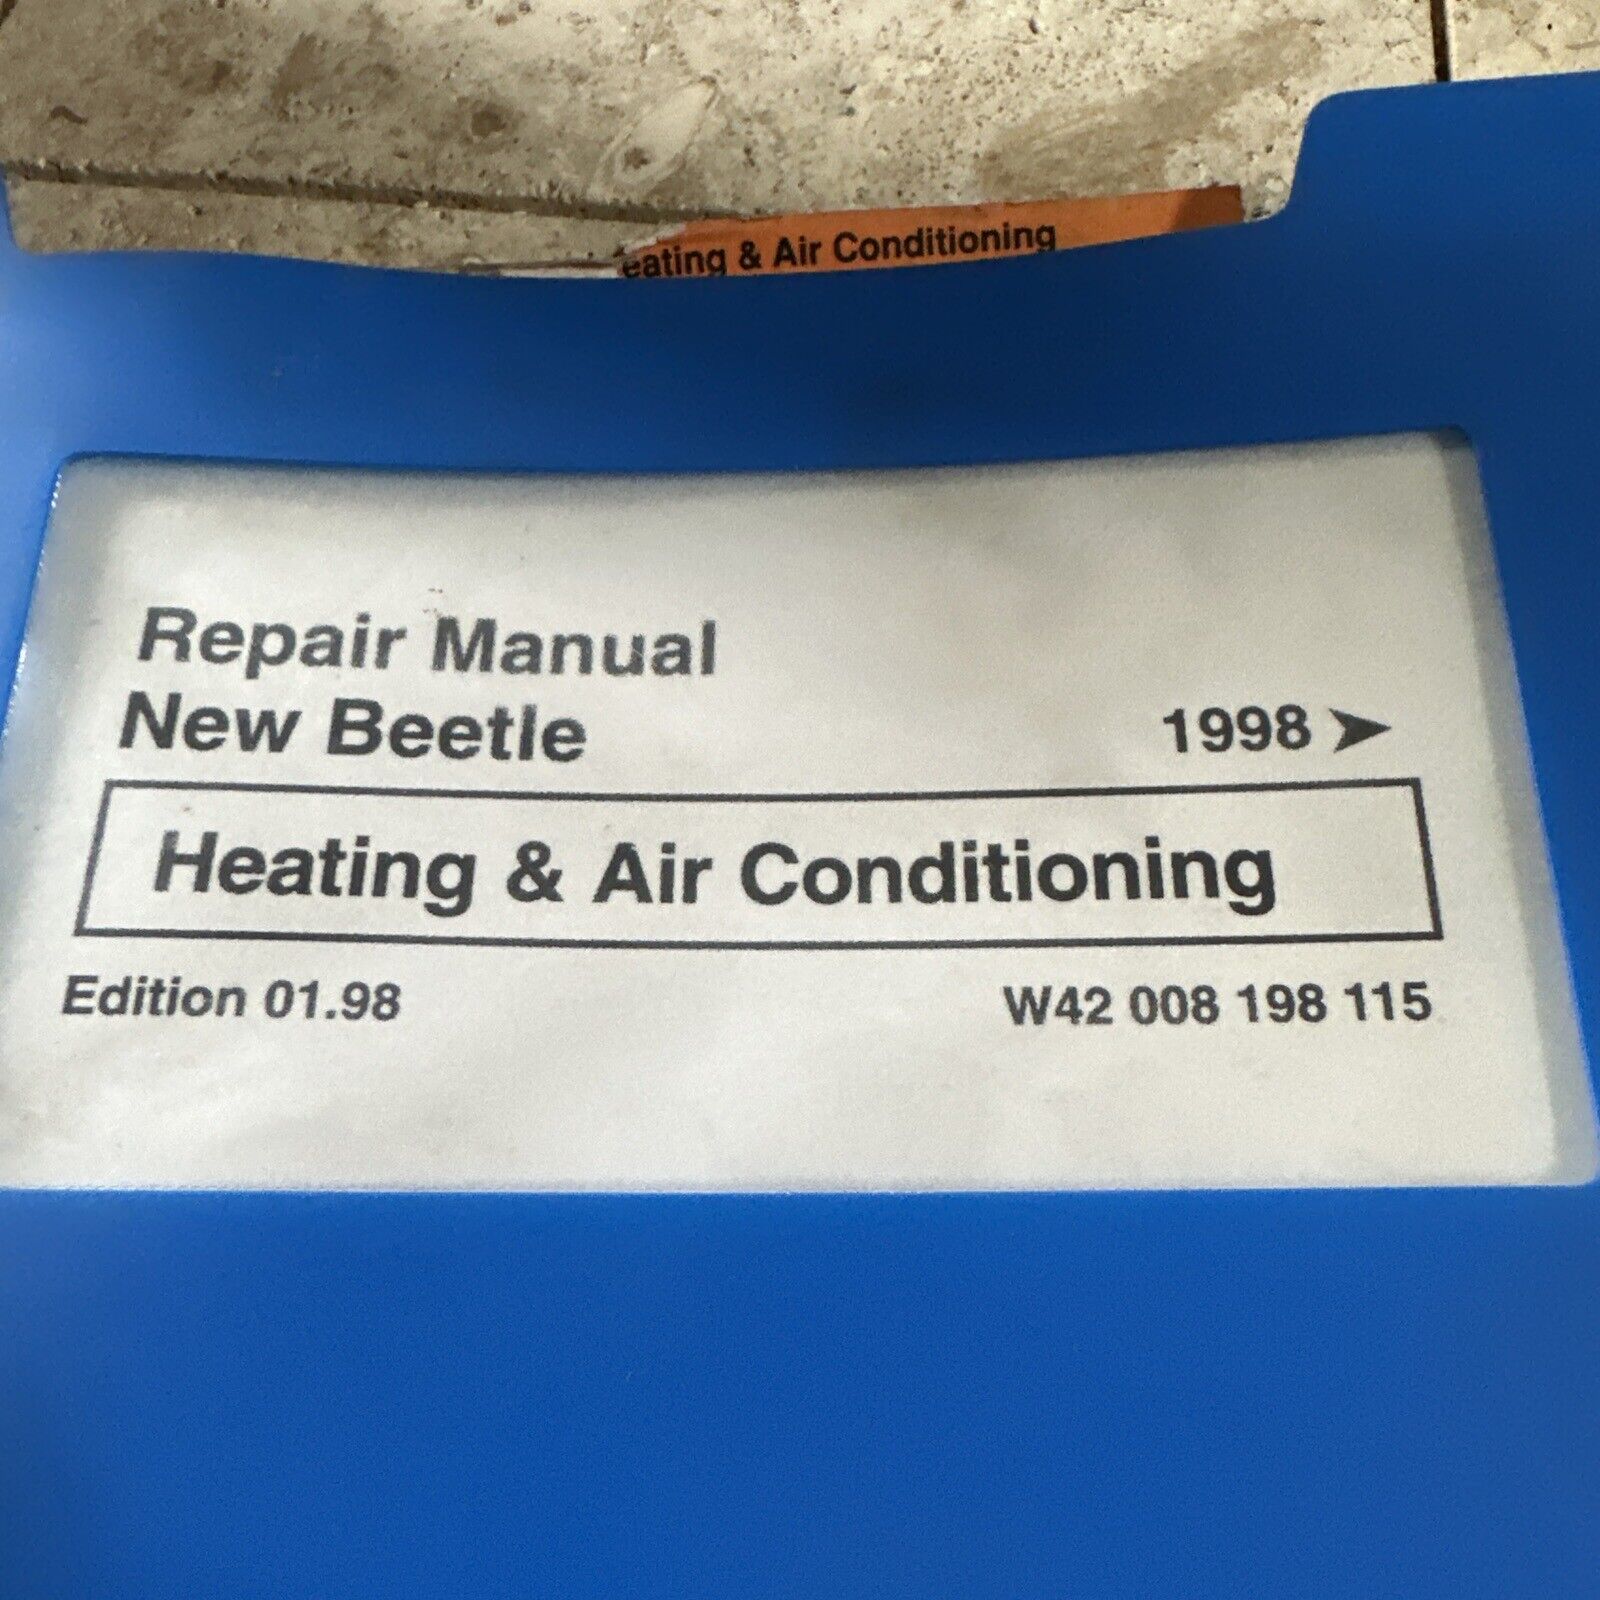 eating & Air Conditioning
Repair Manual
New Beetle 1998 ➤
Heating & Air Conditioning
Edition 01.98 W42 008 198 115